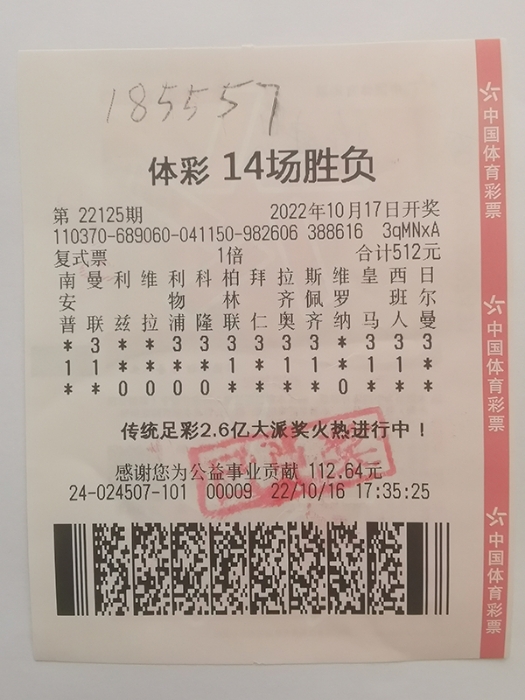 185557
体彩 14场胜负
第 22125期 2022年10月17日开奖
110370-689060-041150-982606 388616 3qMNxA
复式票 1倍 合计512元
南 曼 利 维 利 科 柏 拜 拉 斯 维 皇 西 日
安 物 林 齐 佩 罗 班 尔
普 联 兹 拉 浦 隆 联 仁 奥 齐 纳 马 人 曼
* 3 * * 3 3 3 3 3 3 * 3 3 3
1 1 * * * * 1 * 1 1 * 1 1 *
* * 0 0 0 0 * * * * 0 * * *
传统足彩2.6亿大派奖火热进行中！
感谢您为公益事业贡献 112.64元
24-024507-101 00009 22/10/16 17:35:25
中国体育彩票
中国体育彩票
中国体育彩票